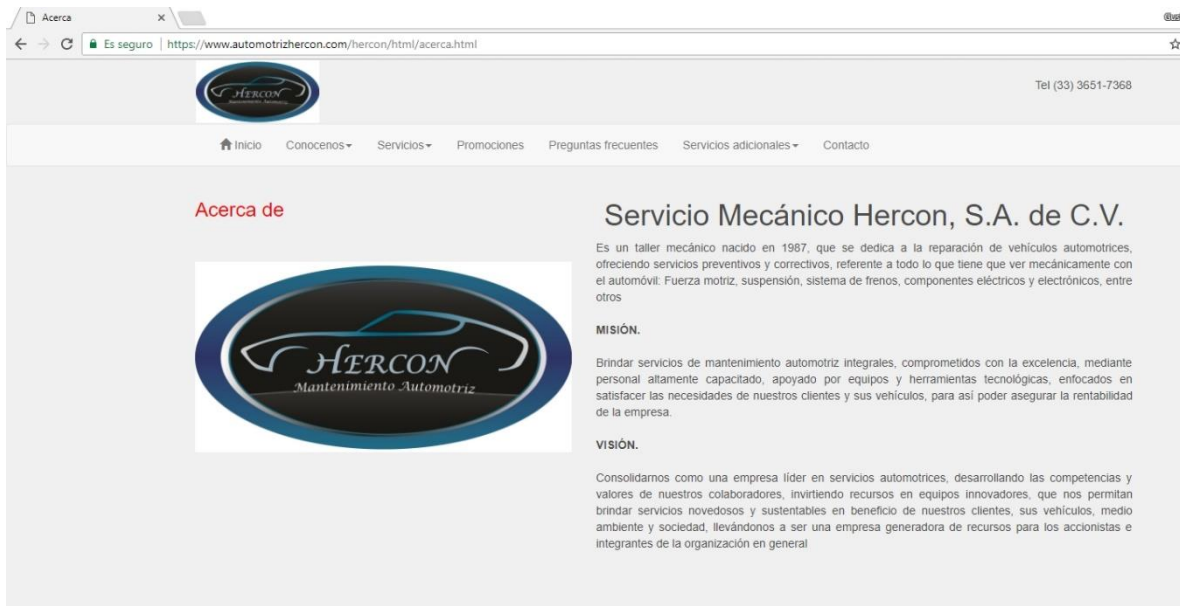 Acerca
Es seguro | https://www.automotrizhercon.com/hercon/html/acerca.html
HERCON
Mantenimiento Automotriz
Tel (33) 3651-7368
Inicio Conocenos Servicios Promociones Preguntas frecuentes Servicios adicionales Contacto
Acerca de
HERCON
Mantenimiento Automotriz
Servicio Mecánico Hercon, S.A. de C.V.
Es un taller mecánico nacido en 1987, que se dedica a la reparación de vehículos automotrices,
ofreciendo servicios preventivos y correctivos, referente a todo lo que tiene que ver mecánicamente con
el automóvil: Fuerza motriz, suspensión, sistema de frenos, componentes eléctricos y electrónicos, entre
otros
MISIÓN.
Brindar servicios de mantenimiento automotriz integrales, comprometidos con la excelencia, mediante
personal altamente capacitado, apoyado por equipos y herramientas tecnológicas, enfocados en
satisfacer las necesidades de nuestros clientes y sus vehículos, para así poder asegurar la rentabilidad
de la empresa.
VISIÓN.
Consolidarnos como una empresa líder en servicios automotrices, desarrollando las competencias y
valores de nuestros colaboradores, invirtiendo recursos en equipos innovadores, que nos permitan
brindar servicios novedosos y sustentables en beneficio de nuestros clientes, sus vehículos, medio
ambiente y sociedad, llevándonos a ser una empresa generadora de recursos para los accionistas e
integrantes de la organización en general